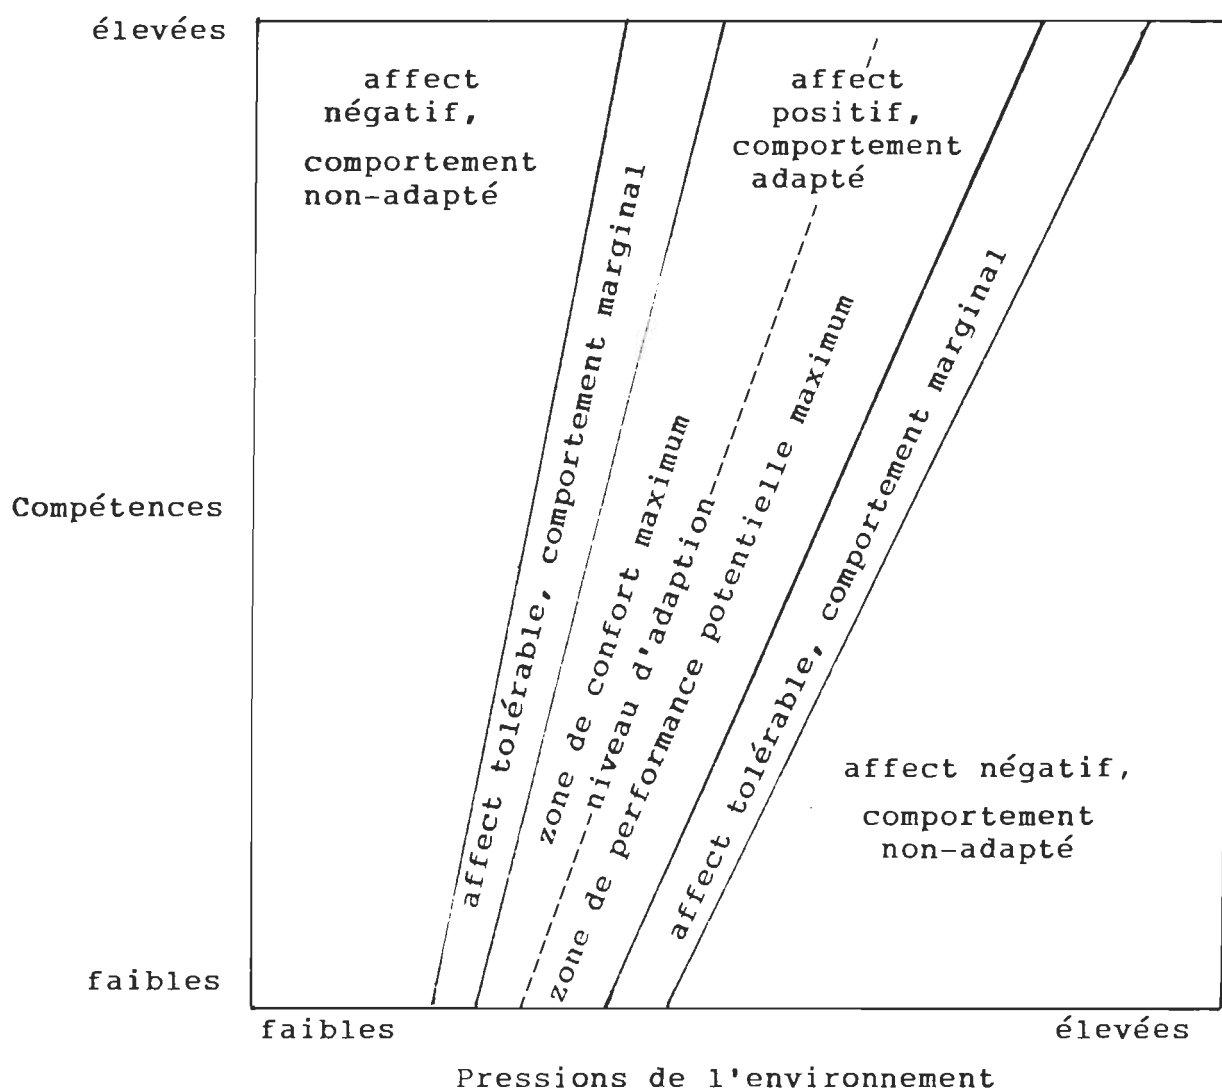 élevées
affect
négatif,
comportement
non-adapté
affect
positif,
comportement
adapté
affect tolérable, comportement marginal
zone de confort maximum
niveau d'adaption
zone de performance potentielle maximum
affect tolérable, comportement marginal
Compétences
affect négatif,
comportement
non-adapté
faibles
faibles
élevées
Pressions de l'environnement